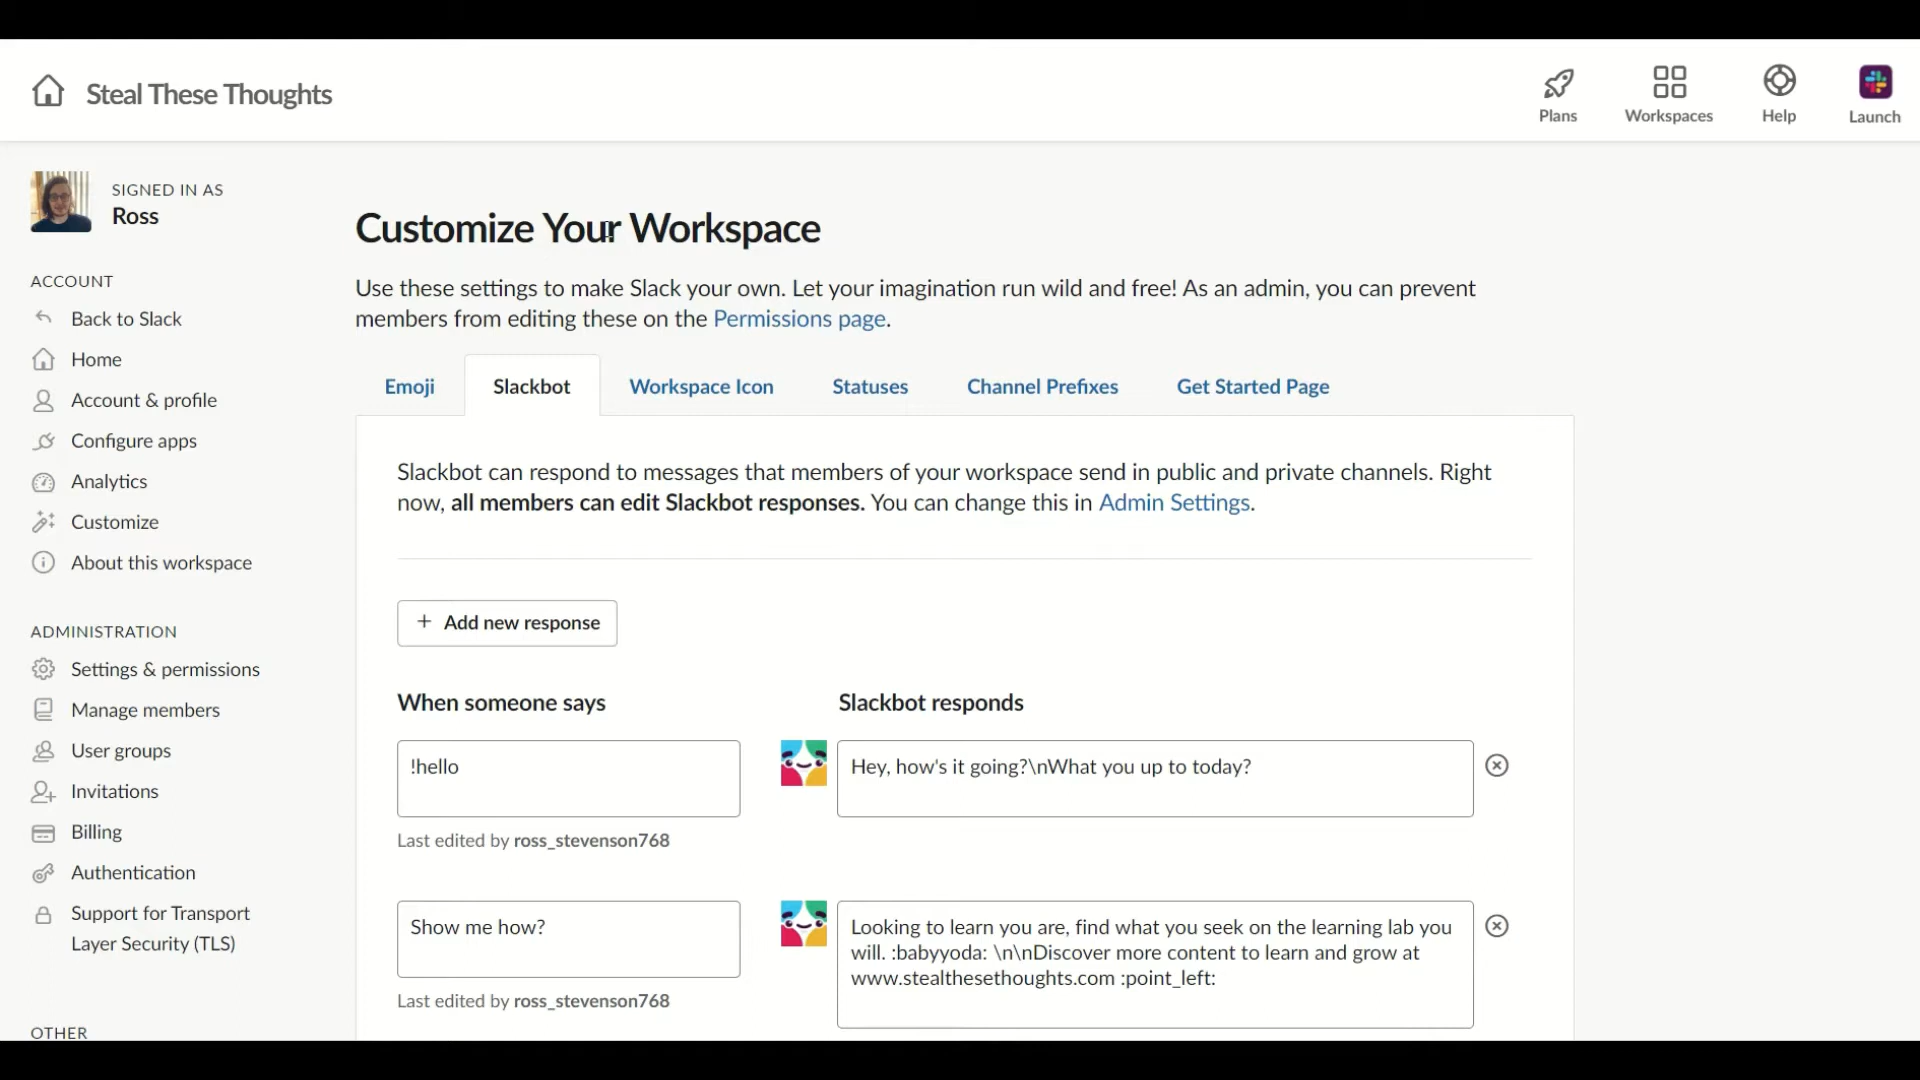 Steal These Thoughts
Plans
Workspaces
Help
Launch
SIGNED IN AS
Ross
ACCOUNT
Back to Slack
Home
Account & profile
Configure apps
Analytics
Customize
About this workspace
ADMINISTRATION
Settings & permissions
Manage members
User groups
Invitations
Billing
Authentication
Support for Transport
Layer Security (TLS)
OTHER
Customize Your Workspace
Use these settings to make Slack your own. Let your imagination run wild and free! As an admin, you can prevent
members from editing these on the Permissions page.
Emoji
Slackbot
Workspace Icon
Statuses
Channel Prefixes
Get Started Page
Slackbot can respond to messages that members of your workspace send in public and private channels. Right
now, all members can edit Slackbot responses. You can change this in Admin Settings.
+ Add new response
When someone says
Slackbot responds
!hello
Hey, how's it going?\nWhat you up to today?
Last edited by ross_stevenson768
Show me how?
Looking to learn you are, find what you seek on the learning lab you
will. :babyyoda: \n\nDiscover more content to learn and grow at
www.stealthesethoughts.com :point_left:
Last edited by ross_stevenson768